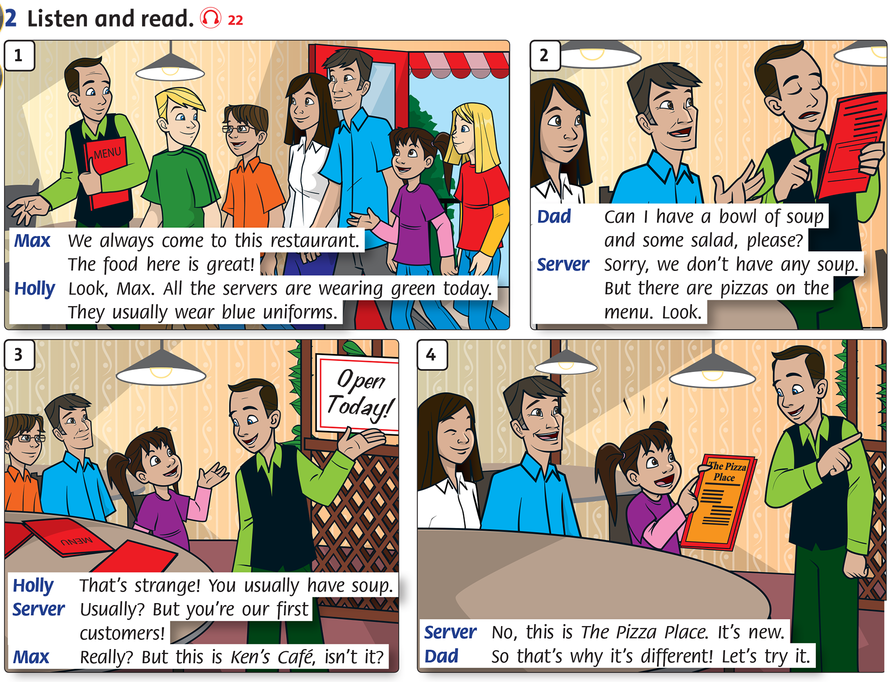 2 Listen and read. 22
1
MENU
Max We always come to this restaurant.
The food here is great!
Holly Look, Max. All the servers are wearing green today.
They usually wear blue uniforms.
2
Dad Can I have a bowl of soup
and some salad, please?
Server Sorry, we don't have any soup.
But there are pizzas on the
menu. Look.
3
Open
Today!
MENU
Holly That's strange! You usually have soup.
Server Usually? But you're our first
customers!
Max Really? But this is Ken's Café, isn't it?
4
The Pizza
Place
Server No, this is The Pizza Place. It's new.
Dad So that's why it's different! Let's try it.